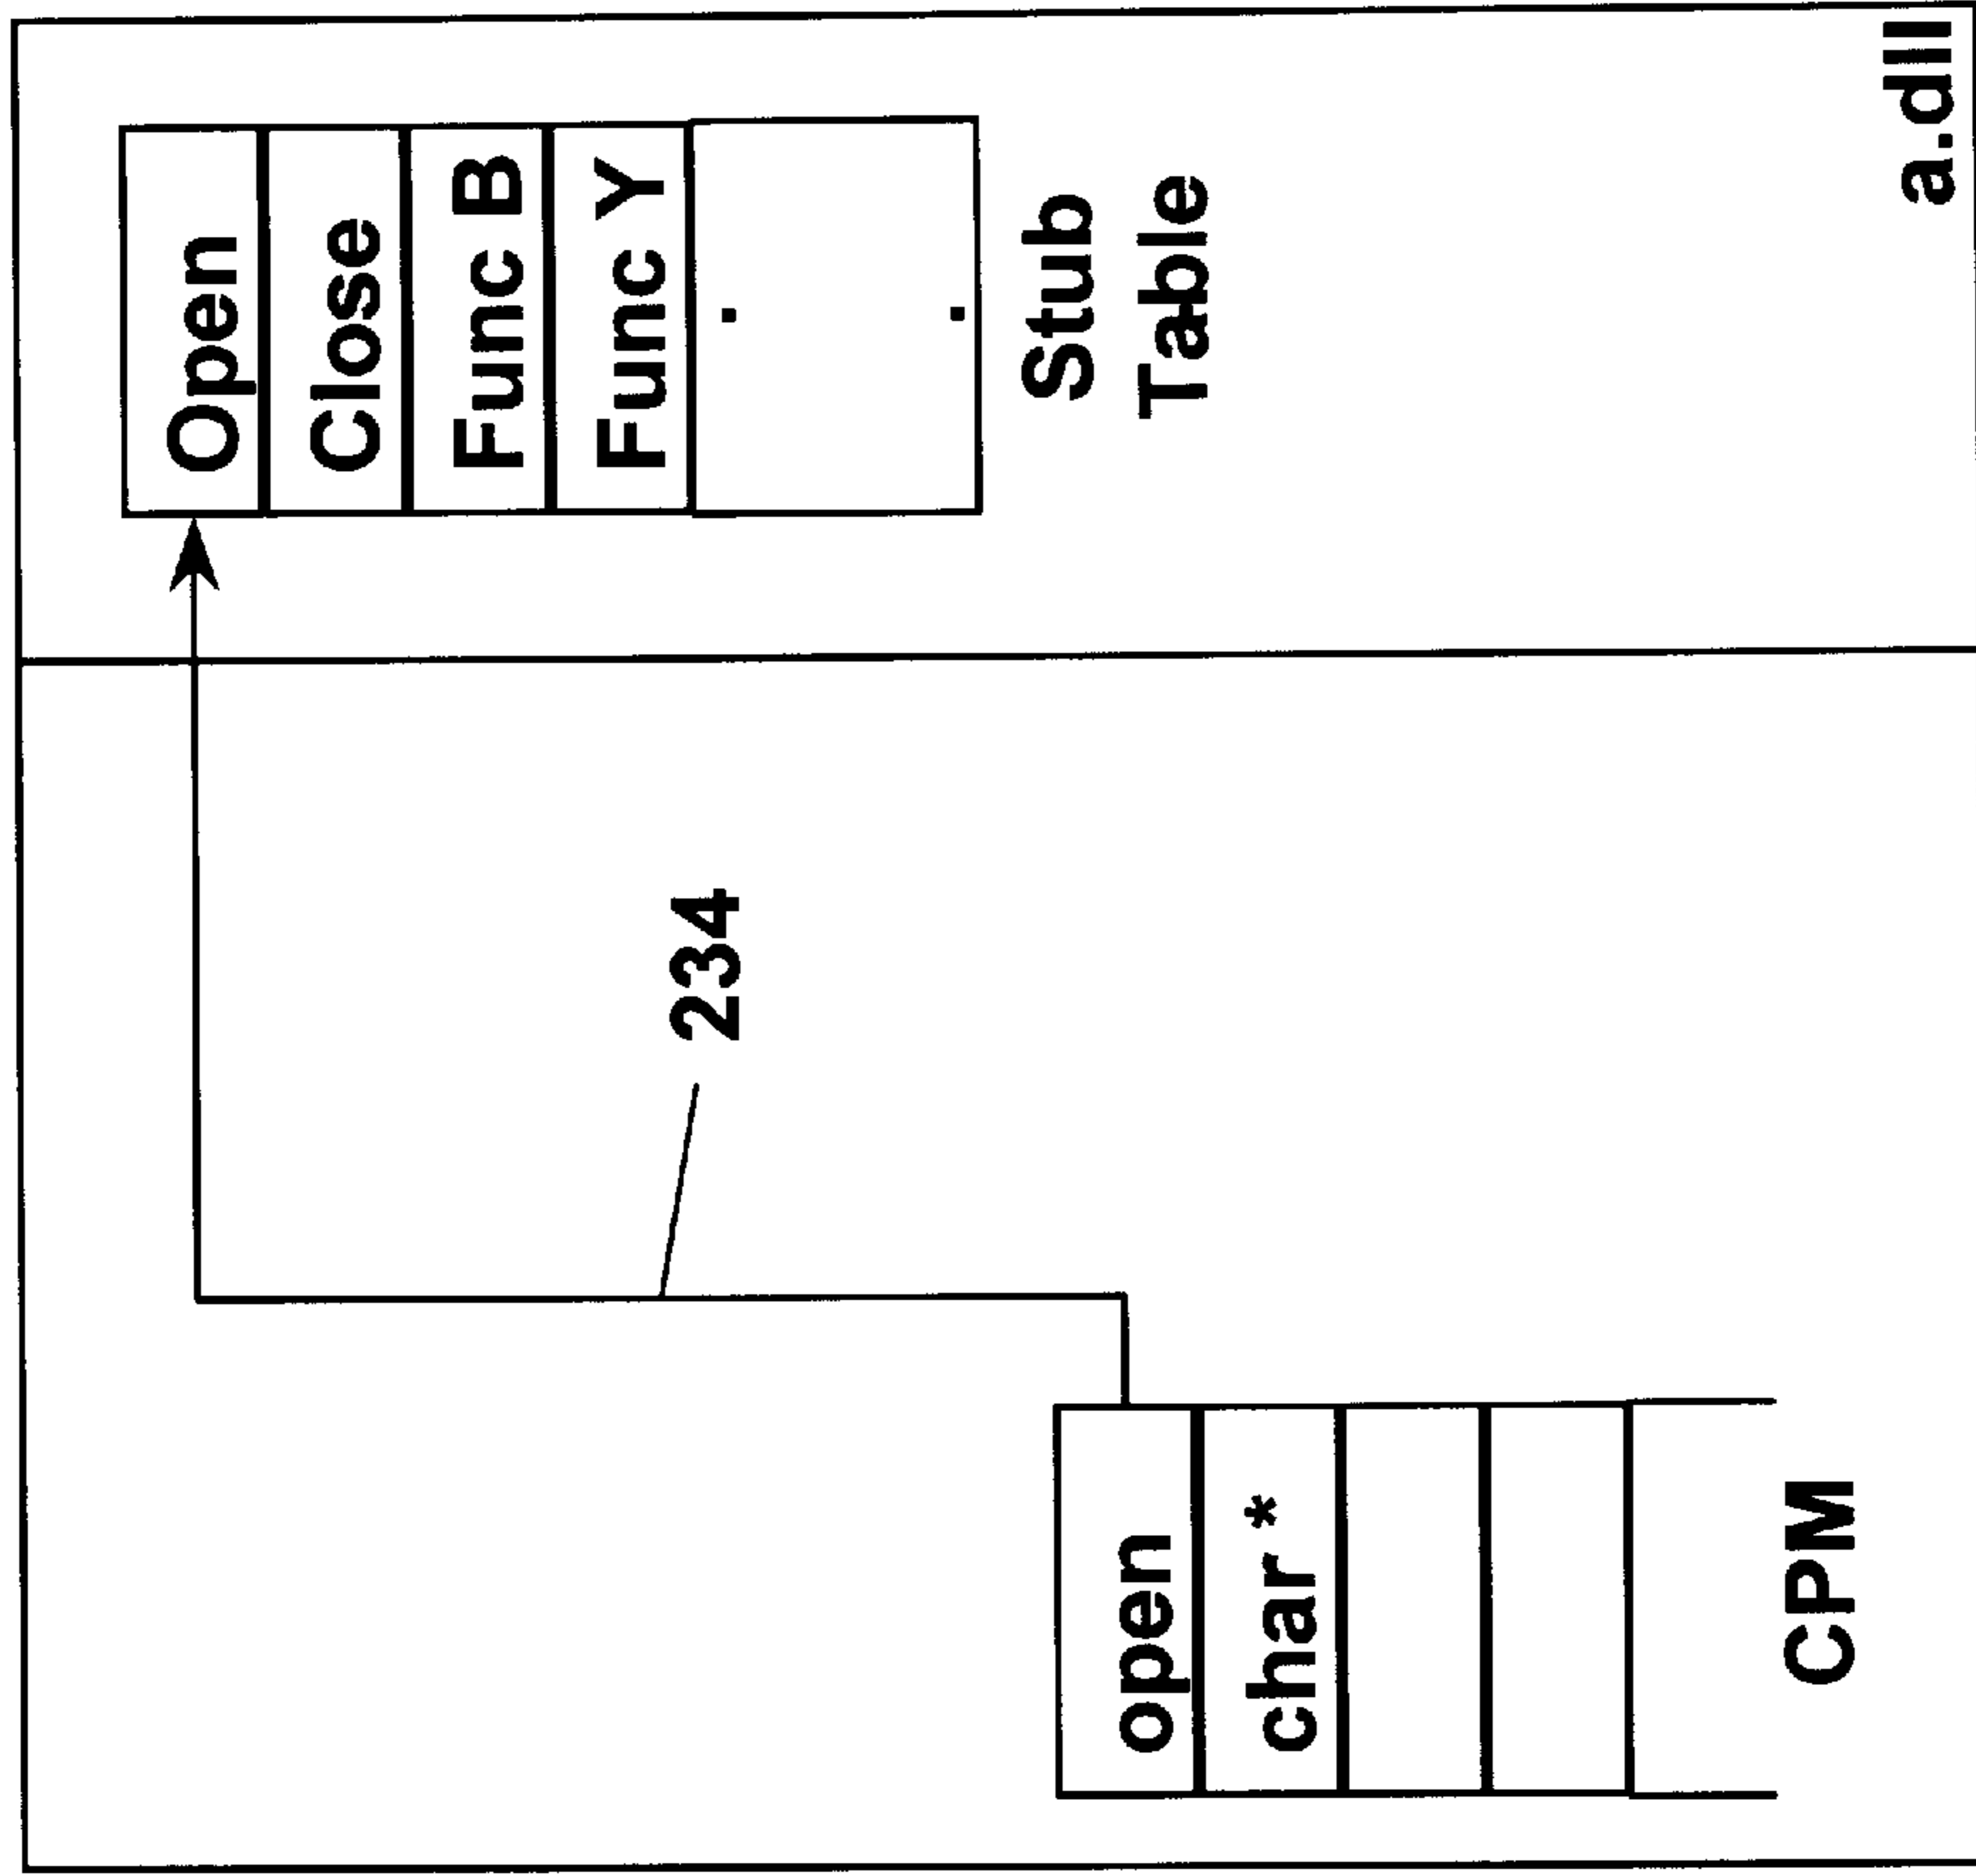 Open
Close
Func B
Func Y
.
.
Stub
Table
a.dll
234
open
char *
CPM